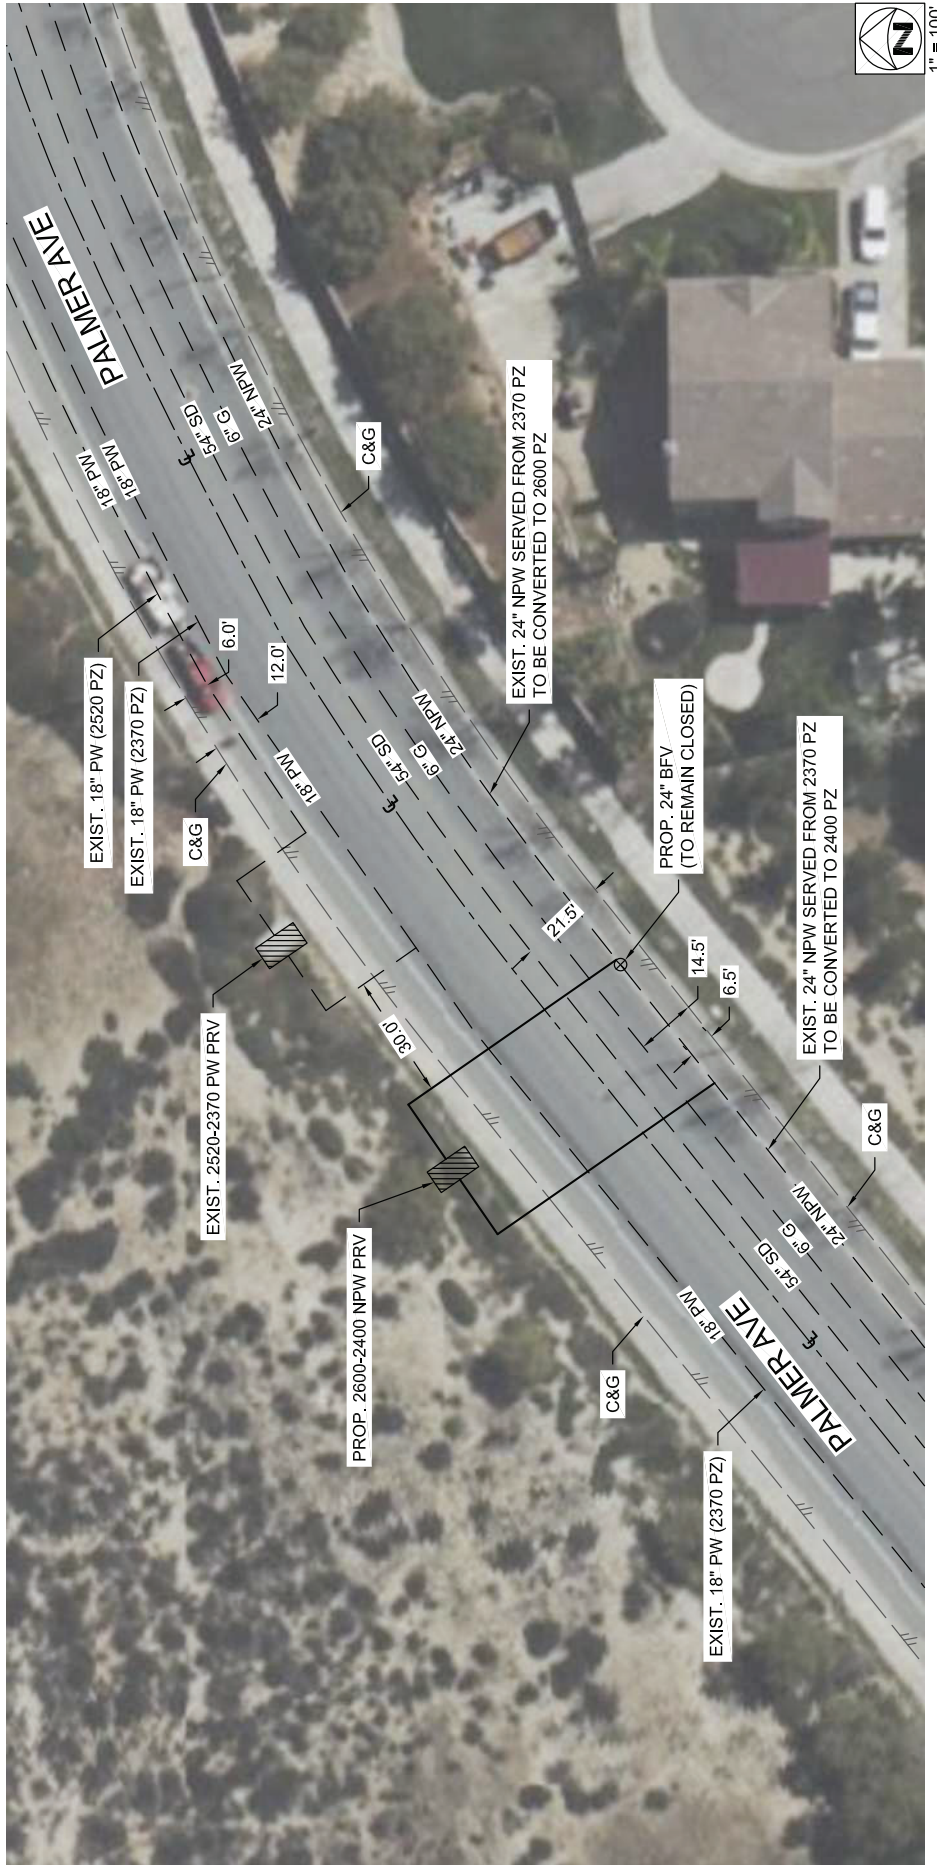 PALMER AVE
18" PW
18" PW
℄
54" SD
6" G
24" NPW
C&G
EXIST. 18" PW (2520 PZ)
EXIST. 18" PW (2370 PZ)
C&G
6.0'
12.0'
18" PW
EXIST. 24" NPW SERVED FROM 2370 PZ
TO BE CONVERTED TO 2600 PZ
℄
54" SD
6" G
24" NPW
PROP. 24" BFV
(TO REMAIN CLOSED)
EXIST. 2520-2370 PW PRV
30.0'
21.5'
14.5'
6.5'
EXIST. 24" NPW SERVED FROM 2370 PZ
TO BE CONVERTED TO 2400 PZ
PROP. 2600-2400 NPW PRV
C&G
C&G
18" PW
PALMER AVE
℄
54" SD
6" G
24" NPW
EXIST. 18" PW (2370 PZ)
N
1" = 100'